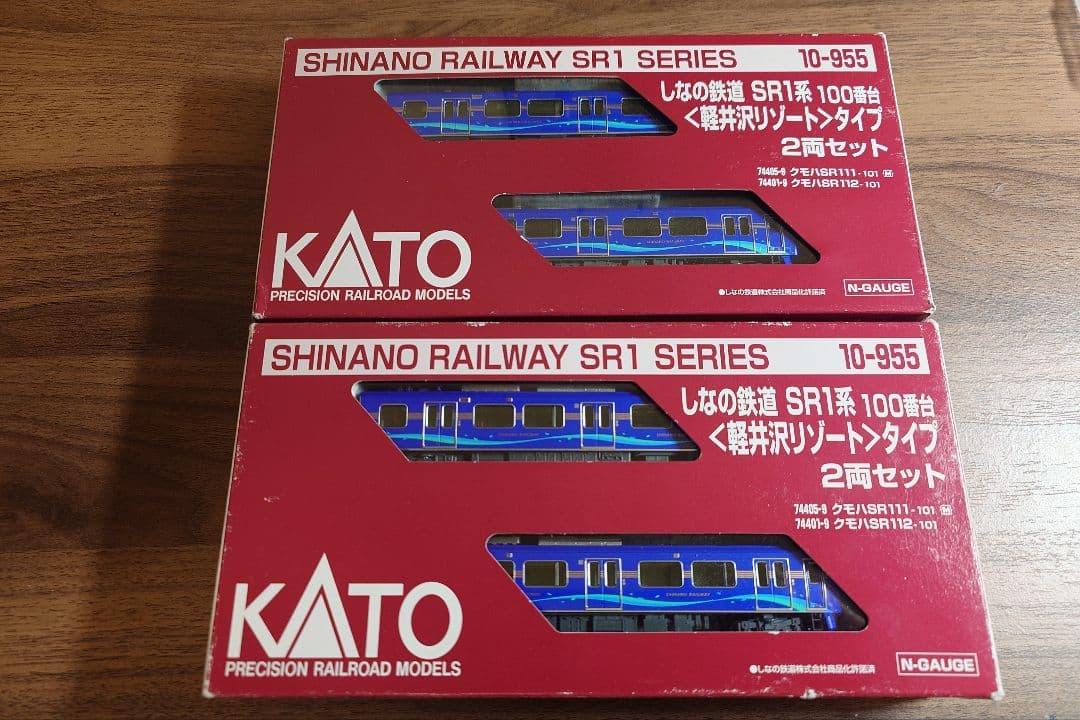 SHINANO RAILWAY SR1 SERIES 10-955
しなの鉄道 SR1系 100番台
<軽井沢リゾート>タイプ
2両セット
74405-9 クモハSR111-101 M
74401-9 クモハSR112-101
KATO
PRECISION RAILROAD MODELS
●しなの鉄道株式会社商品化許諾済
N-GAUGE
SHINANO RAILWAY SR1 SERIES 10-955
しなの鉄道 SR1系 100番台
<軽井沢リゾート>タイプ
2両セット
74405-9 クモハSR111-101 M
74401-9 クモハSR112-101
SHINANO RAILWAY
KATO
PRECISION RAILROAD MODELS
●しなの鉄道株式会社商品化許諾済
N-GAUGE